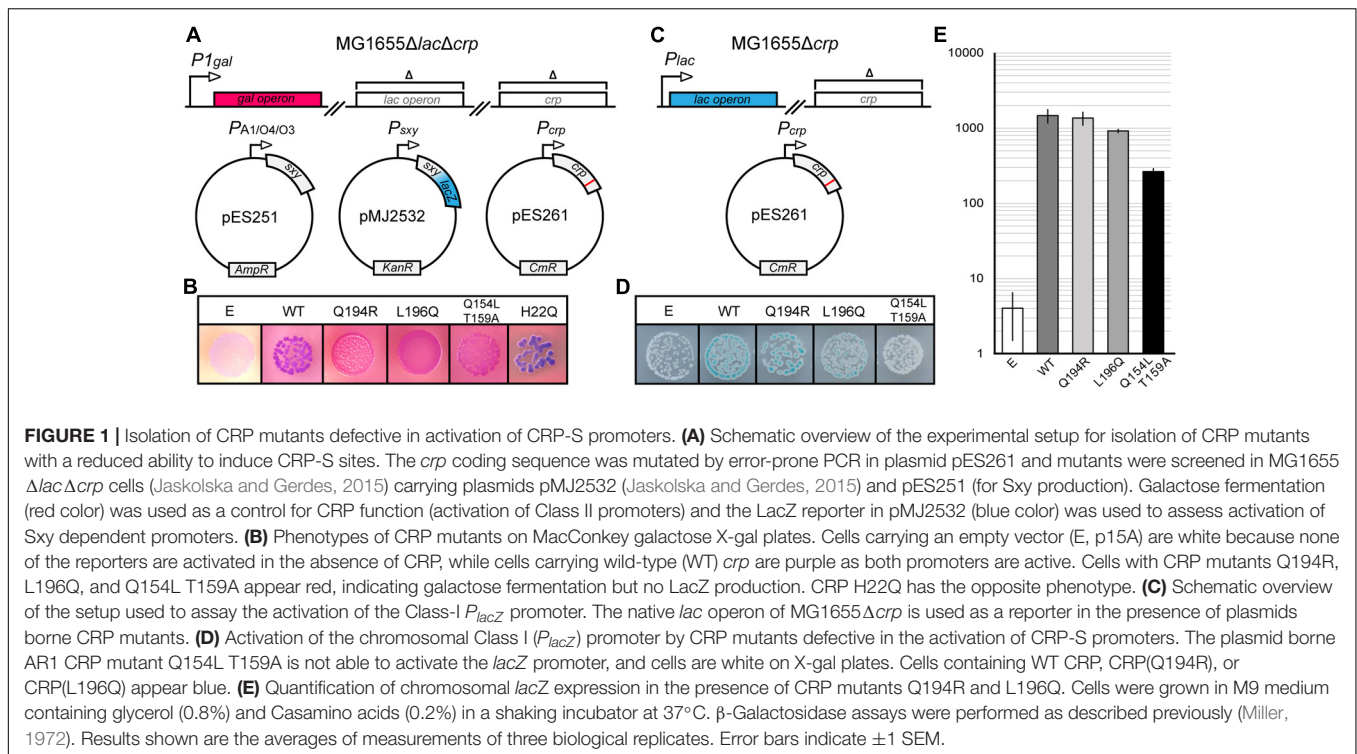 A
MG1655ΔlacΔcrp
P1gal
Δ
Δ
gal operon
lac operon
crp
PA1/O4/O3
Psxy
Pcrp
sxy
sxy lacZ
crp
pES251
pMJ2532
pES261
AmpR
KanR
CmR
B
E
WT
Q194R
L196Q
Q154L
T159A
H22Q
C
MG1655Δcrp
Plac
Δ
lac operon
crp
Pcrp
crp
pES261
CmR
D
E
WT
Q194R
L196Q
Q154L
T159A
E
10000
1000
100
10
1
E
WT
Q194R
L196Q
Q154L
T159A
FIGURE 1 | Isolation of CRP mutants defective in activation of CRP-S promoters. (A) Schematic overview of the experimental setup for isolation of CRP mutants
with a reduced ability to induce CRP-S sites. The crp coding sequence was mutated by error-prone PCR in plasmid pES261 and mutants were screened in MG1655
ΔlacΔcrp cells (Jaskolska and Gerdes, 2015) carrying plasmids pMJ2532 (Jaskolska and Gerdes, 2015) and pES251 (for Sxy production). Galactose fermentation
(red color) was used as a control for CRP function (activation of Class II promoters) and the LacZ reporter in pMJ2532 (blue color) was used to assess activation of
Sxy dependent promoters. (B) Phenotypes of CRP mutants on MacConkey galactose X-gal plates. Cells carrying an empty vector (E, p15A) are white because none
of the reporters are activated in the absence of CRP, while cells carrying wild-type (WT) crp are purple as both promoters are active. Cells with CRP mutants Q194R,
L196Q, and Q154L T159A appear red, indicating galactose fermentation but no LacZ production. CRP H22Q has the opposite phenotype. (C) Schematic overview
of the setup used to assay the activation of the Class-I PlacZ promoter. The native lac operon of MG1655Δcrp is used as a reporter in the presence of plasmids
borne CRP mutants. (D) Activation of the chromosomal Class I (PlacZ) promoter by CRP mutants defective in the activation of CRP-S promoters. The plasmid borne
AR1 CRP mutant Q154L T159A is not able to activate the lacZ promoter, and cells are white on X-gal plates. Cells containing WT CRP, CRP(Q194R), or
CRP(L196Q) appear blue. (E) Quantification of chromosomal lacZ expression in the presence of CRP mutants Q194R and L196Q. Cells were grown in M9 medium
containing glycerol (0.8%) and Casamino acids (0.2%) in a shaking incubator at 37°C. β-Galactosidase assays were performed as described previously (Miller,
1972). Results shown are the averages of measurements of three biological replicates. Error bars indicate ±1 SEM.